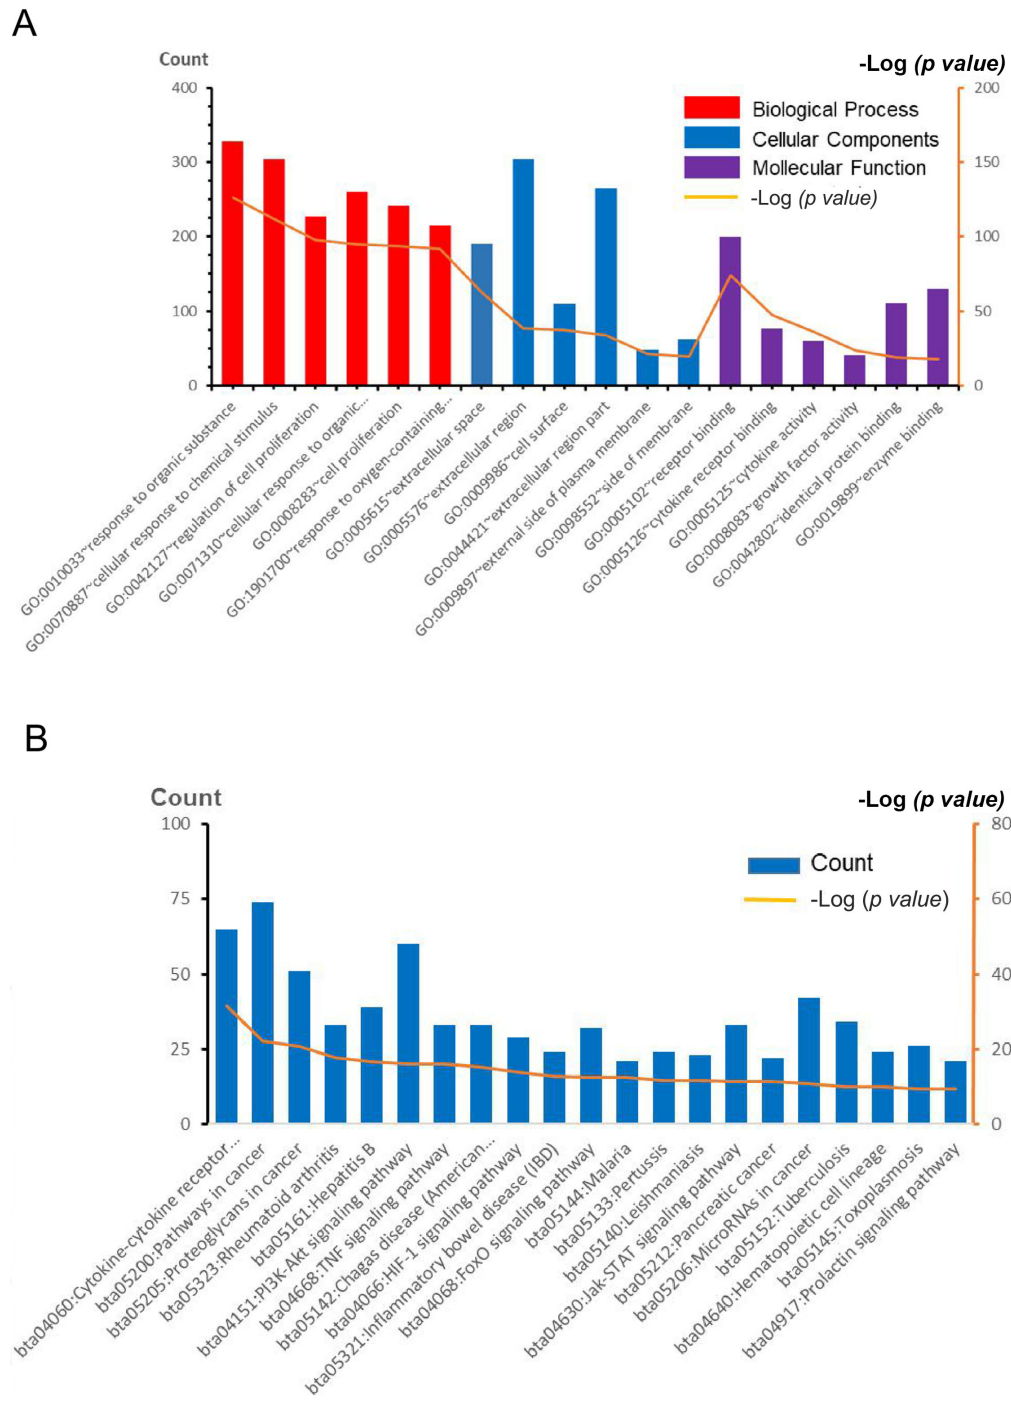 A
Count
-Log (p value)
400
300
200
100
0
200
150
100
50
0
Biological Process
Cellular Components
Mollecular Function
-Log (p value)
GO:0010033~response to organic substance
GO:0070887~cellular response to chemical stimulus
GO:0042127~regulation of cell proliferation
GO:0071310~cellular response to organic...
GO:0008283~cell proliferation
GO:1901700~response to oxygen-containing...
GO:0005615~extracellular space
GO:0005576~extracellular region
GO:0009986~cell surface
GO:0044421~extracellular region part
GO:0009897~external side of plasma membrane
GO:0098552~side of membrane
GO:0005102~receptor binding
GO:0005126~cytokine receptor binding
GO:0005125~cytokine activity
GO:0008083~growth factor activity
GO:0042802~identical protein binding
GO:0019899~enzyme binding
B
Count
-Log (p value)
100
75
50
25
0
80
60
40
20
0
Count
-Log (p value)
bta04060:Cytokine-cytokine receptor...
bta05200:Pathways in cancer
bta05205:Proteoglycans in cancer
bta05323:Rheumatoid arthritis
bta05161:Hepatitis B
bta04151:PI3K-Akt signaling pathway
bta04668:TNF signaling pathway
bta05142:Chagas disease (American...
bta04066:HIF-1 signaling pathway
bta05321:Inflammatory bowel disease (IBD)
bta04068:FoxO signaling pathway
bta05144:Malaria
bta05133:Pertussis
bta05140:Leishmaniasis
bta04630:Jak-STAT signaling pathway
bta05212:Pancreatic cancer
bta05206:MicroRNAs in cancer
bta05152:Tuberculosis
bta04640:Hematopoietic cell lineage
bta05145:Toxoplasmosis
bta04917:Prolactin signaling pathway